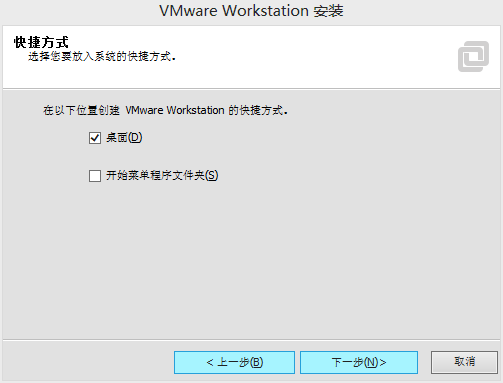 VMware Workstation 安装
快捷方式
选择您要放入系统的快捷方式。
在以下位置创建 VMware Workstation 的快捷方式。
桌面(D)
开始菜单程序文件夹(S)
< 上一步(B) 下一步(N)> 取消